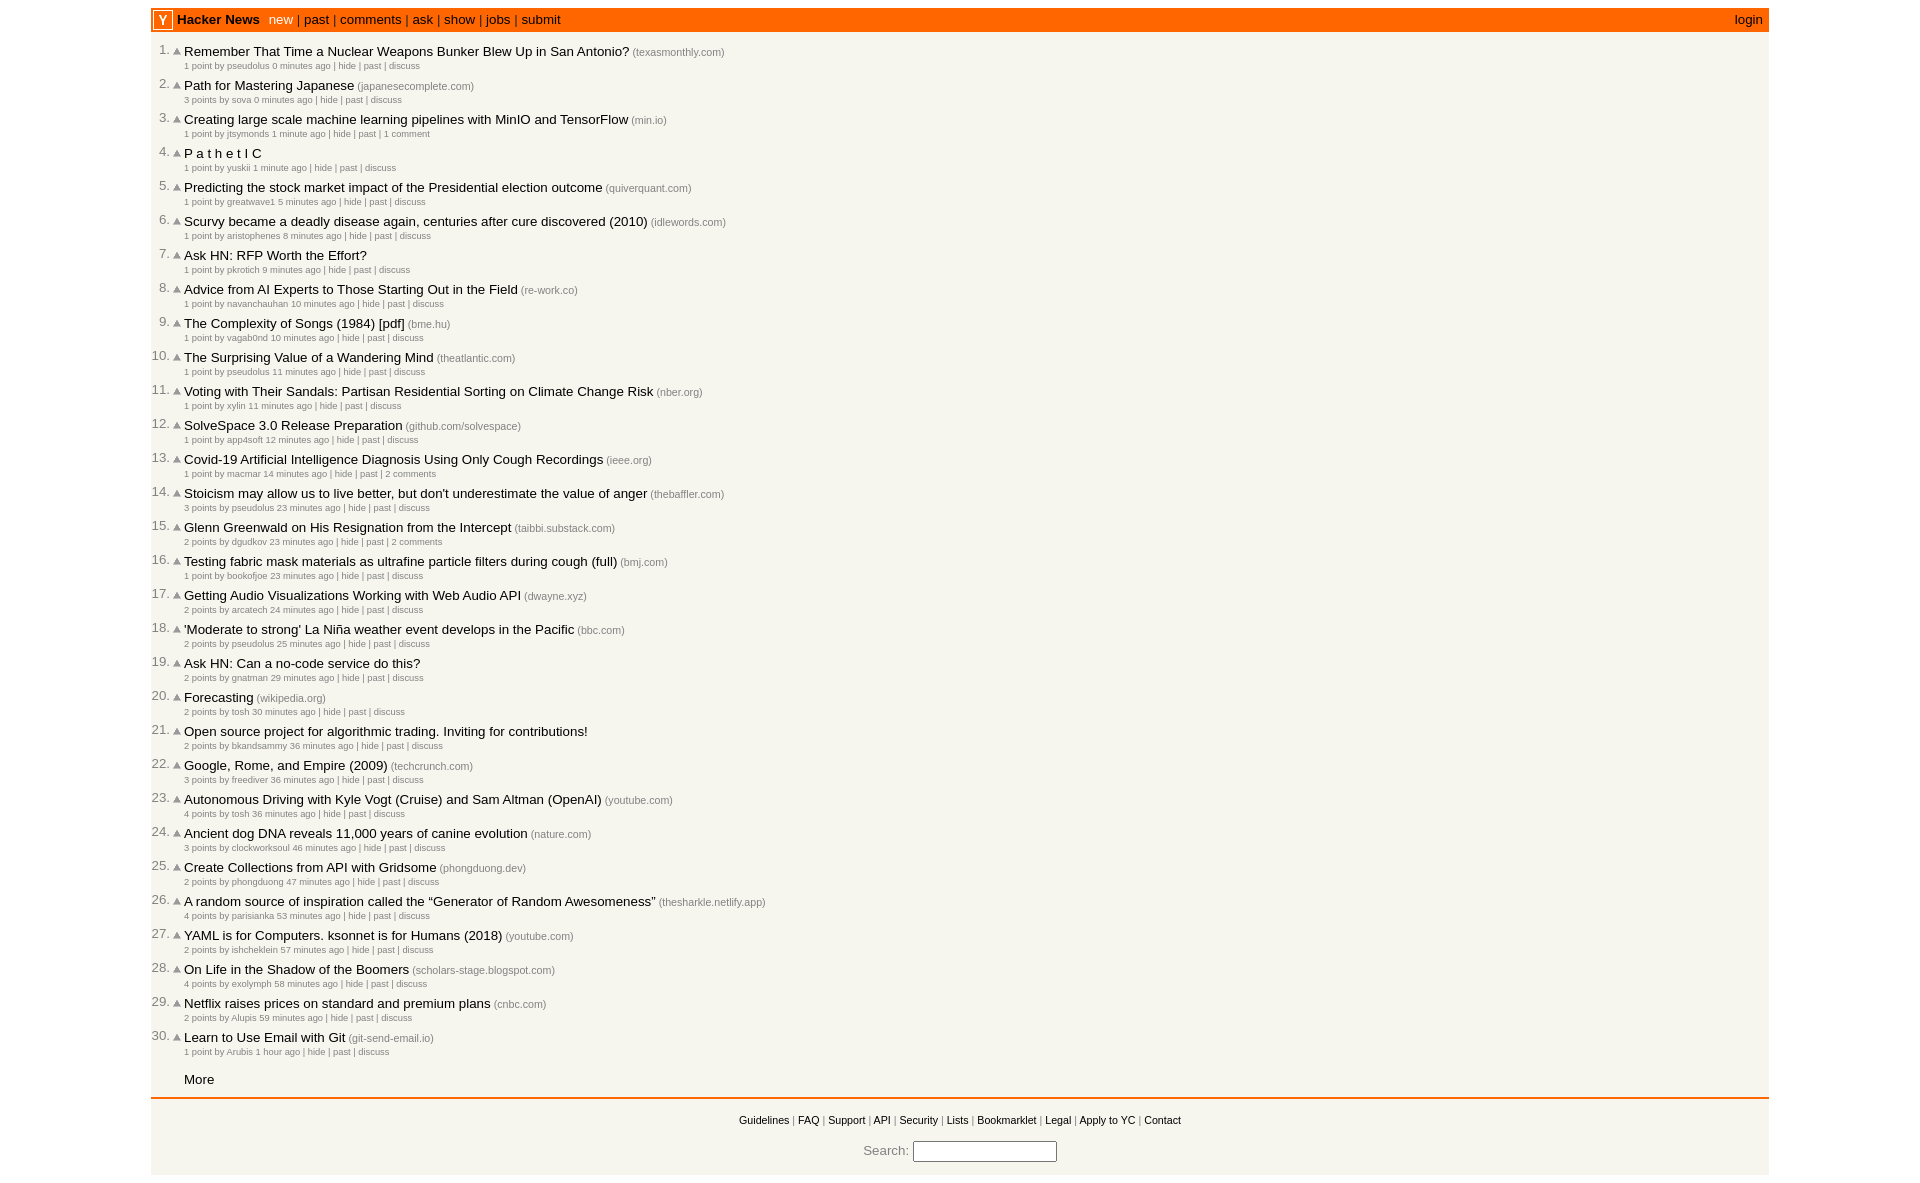 Y Hacker News new | past | comments | ask | show | jobs | submit login
1. Remember That Time a Nuclear Weapons Bunker Blew Up in San Antonio? (texasmonthly.com)
1 point by pseudolus 0 minutes ago | hide | past | discuss
2. Path for Mastering Japanese (japanesecomplete.com)
3 points by sova 0 minutes ago | hide | past | discuss
3. Creating large scale machine learning pipelines with MinIO and TensorFlow (min.io)
1 point by jtsymonds 1 minute ago | hide | past | 1 comment
4. P a t h e t I C
1 point by yuskii 1 minute ago | hide | past | discuss
5. Predicting the stock market impact of the Presidential election outcome (quiverquant.com)
1 point by greatwave1 5 minutes ago | hide | past | discuss
6. Scurvy became a deadly disease again, centuries after cure discovered (2010) (idlewords.com)
1 point by aristophenes 8 minutes ago | hide | past | discuss
7. Ask HN: RFP Worth the Effort?
1 point by pkrotich 9 minutes ago | hide | past | discuss
8. Advice from AI Experts to Those Starting Out in the Field (re-work.co)
1 point by navanchauhan 10 minutes ago | hide | past | discuss
9. The Complexity of Songs (1984) [pdf] (bme.hu)
1 point by vagab0nd 10 minutes ago | hide | past | discuss
10. The Surprising Value of a Wandering Mind (theatlantic.com)
1 point by pseudolus 11 minutes ago | hide | past | discuss
11. Voting with Their Sandals: Partisan Residential Sorting on Climate Change Risk (nber.org)
1 point by xylin 11 minutes ago | hide | past | discuss
12. SolveSpace 3.0 Release Preparation (github.com/solvespace)
1 point by app4soft 12 minutes ago | hide | past | discuss
13. Covid-19 Artificial Intelligence Diagnosis Using Only Cough Recordings (ieee.org)
1 point by macmar 14 minutes ago | hide | past | 2 comments
14. Stoicism may allow us to live better, but don't underestimate the value of anger (thebaffler.com)
3 points by pseudolus 23 minutes ago | hide | past | discuss
15. Glenn Greenwald on His Resignation from the Intercept (taibbi.substack.com)
2 points by dgudkov 23 minutes ago | hide | past | 2 comments
16. Testing fabric mask materials as ultrafine particle filters during cough (full) (bmj.com)
1 point by bookofjoe 23 minutes ago | hide | past | discuss
17. Getting Audio Visualizations Working with Web Audio API (dwayne.xyz)
2 points by arcatech 24 minutes ago | hide | past | discuss
18. 'Moderate to strong' La Niña weather event develops in the Pacific (bbc.com)
2 points by pseudolus 25 minutes ago | hide | past | discuss
19. Ask HN: Can a no-code service do this?
2 points by gnatman 29 minutes ago | hide | past | discuss
20. Forecasting (wikipedia.org)
2 points by tosh 30 minutes ago | hide | past | discuss
21. Open source project for algorithmic trading. Inviting for contributions!
2 points by bkandsammy 36 minutes ago | hide | past | discuss
22. Google, Rome, and Empire (2009) (techcrunch.com)
3 points by freediver 36 minutes ago | hide | past | discuss
23. Autonomous Driving with Kyle Vogt (Cruise) and Sam Altman (OpenAI) (youtube.com)
4 points by tosh 36 minutes ago | hide | past | discuss
24. Ancient dog DNA reveals 11,000 years of canine evolution (nature.com)
3 points by clockworksoul 46 minutes ago | hide | past | discuss
25. Create Collections from API with Gridsome (phongduong.dev)
2 points by phongduong 47 minutes ago | hide | past | discuss
26. A random source of inspiration called the “Generator of Random Awesomeness” (thesharkle.netlify.app)
4 points by parisianka 53 minutes ago | hide | past | discuss
27. YAML is for Computers. ksonnet is for Humans (2018) (youtube.com)
2 points by ishcheklein 57 minutes ago | hide | past | discuss
28. On Life in the Shadow of the Boomers (scholars-stage.blogspot.com)
4 points by exolymph 58 minutes ago | hide | past | discuss
29. Netflix raises prices on standard and premium plans (cnbc.com)
2 points by Alupis 59 minutes ago | hide | past | discuss
30. Learn to Use Email with Git (git-send-email.io)
1 point by Arubis 1 hour ago | hide | past | discuss
More
Guidelines | FAQ | Support | API | Security | Lists | Bookmarklet | Legal | Apply to YC | Contact
Search: